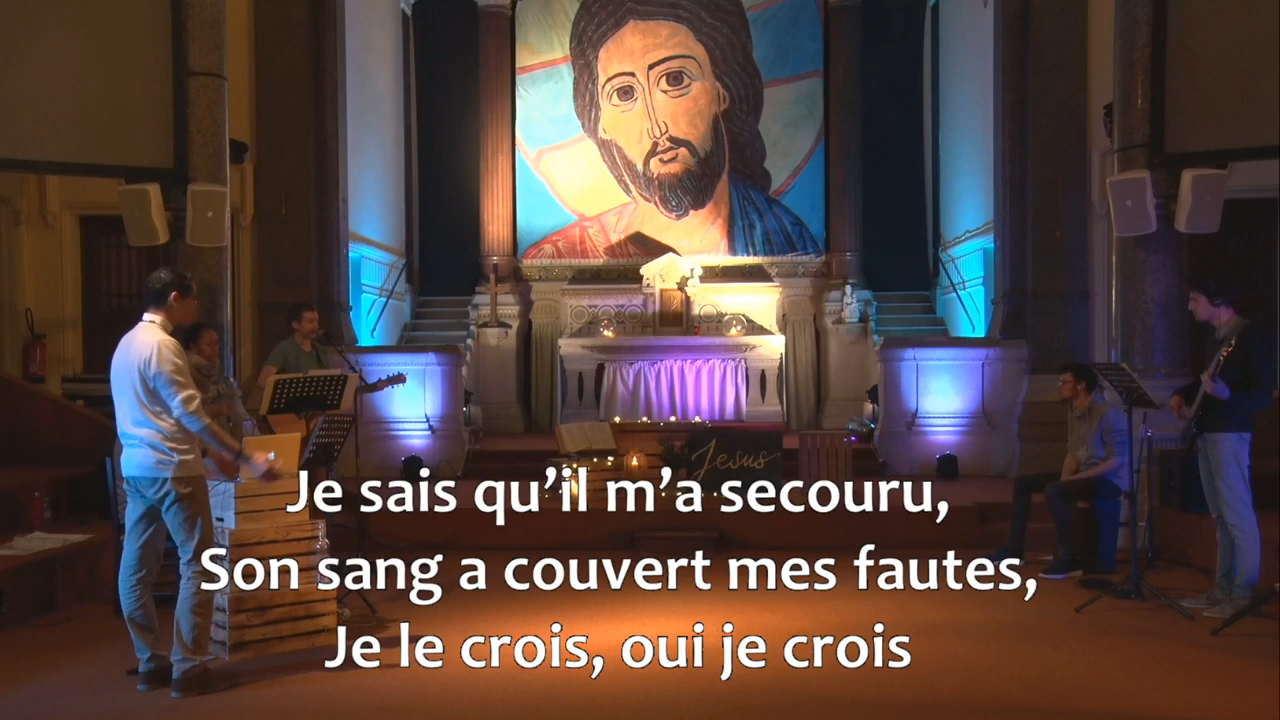 Jesus
Je sais qu’il m’a secouru,
Son sang a couvert mes fautes,
Je le crois, oui je crois